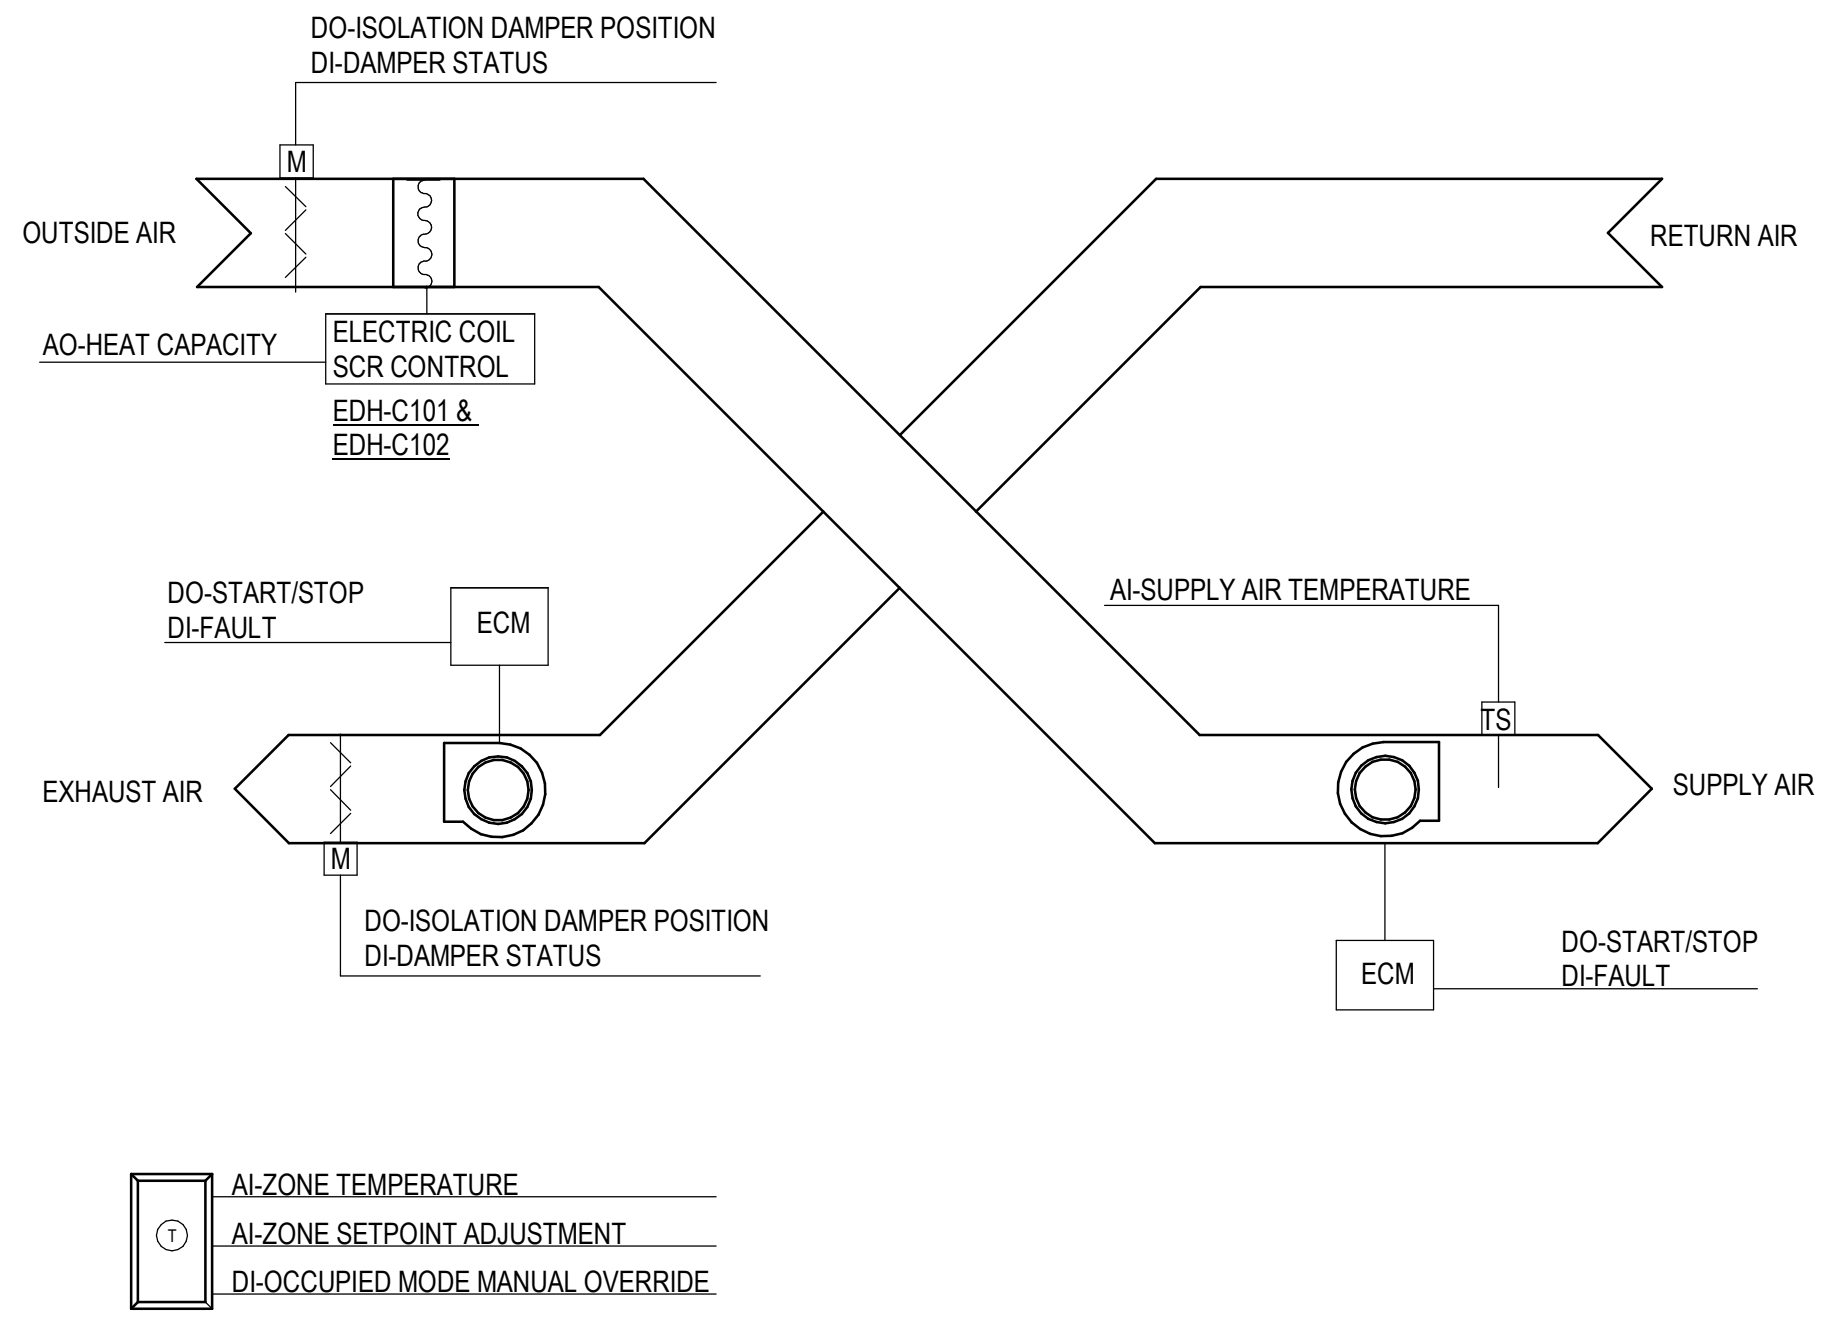 DO-ISOLATION DAMPER POSITION
DI-DAMPER STATUS
M
OUTSIDE AIR
RETURN AIR
AO-HEAT CAPACITY
ELECTRIC COIL
SCR CONTROL
EDH-C101 &
EDH-C102
DO-START/STOP
DI-FAULT
ECM
AI-SUPPLY AIR TEMPERATURE
TS
EXHAUST AIR
SUPPLY AIR
M
DO-ISOLATION DAMPER POSITION
DI-DAMPER STATUS
ECM
DO-START/STOP
DI-FAULT
T
AI-ZONE TEMPERATURE
AI-ZONE SETPOINT ADJUSTMENT
DI-OCCUPIED MODE MANUAL OVERRIDE